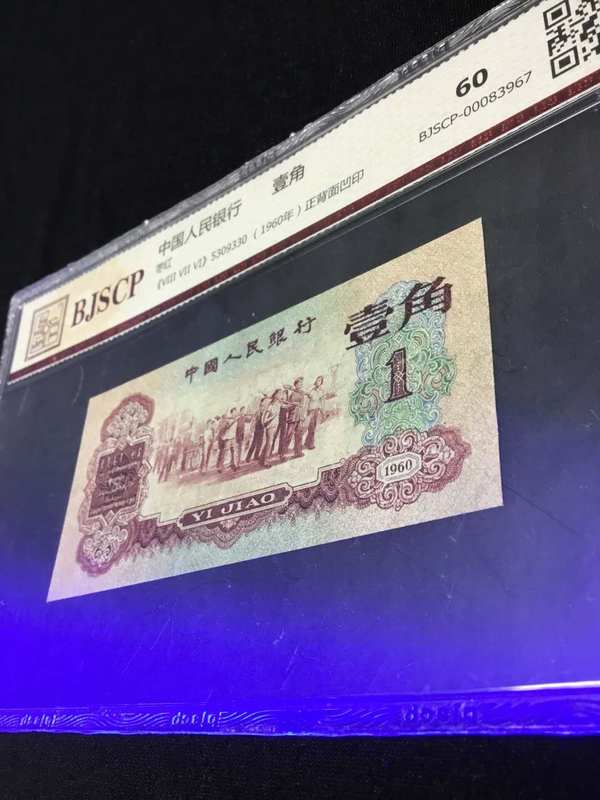 60
BJSCP-00083967
中国人民银行 壹角
枣红
《VIII VII VI》 5309330 （1960年）正背面凹印
BJSCP
中國人民銀行
壹角
1
1960
YI JIAO